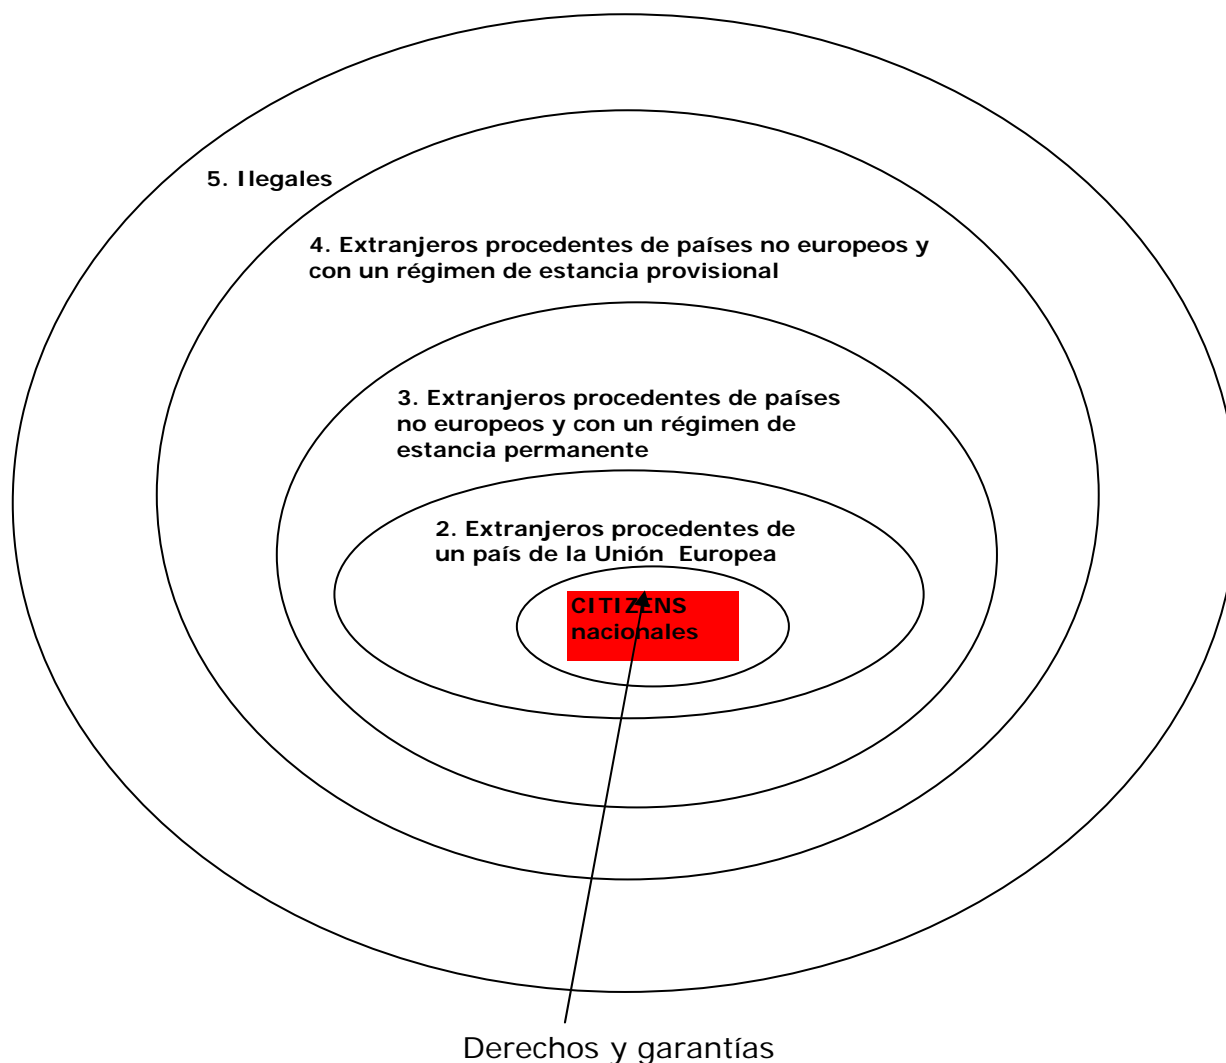 5. Ilegales
4. Extranjeros procedentes de países no europeos y
con un régimen de estancia provisional
3. Extranjeros procedentes de países
no europeos y con un régimen de
estancia permanente
2. Extranjeros procedentes de
un país de la Unión Europea
CITIZENS
nacionales
Derechos y garantías